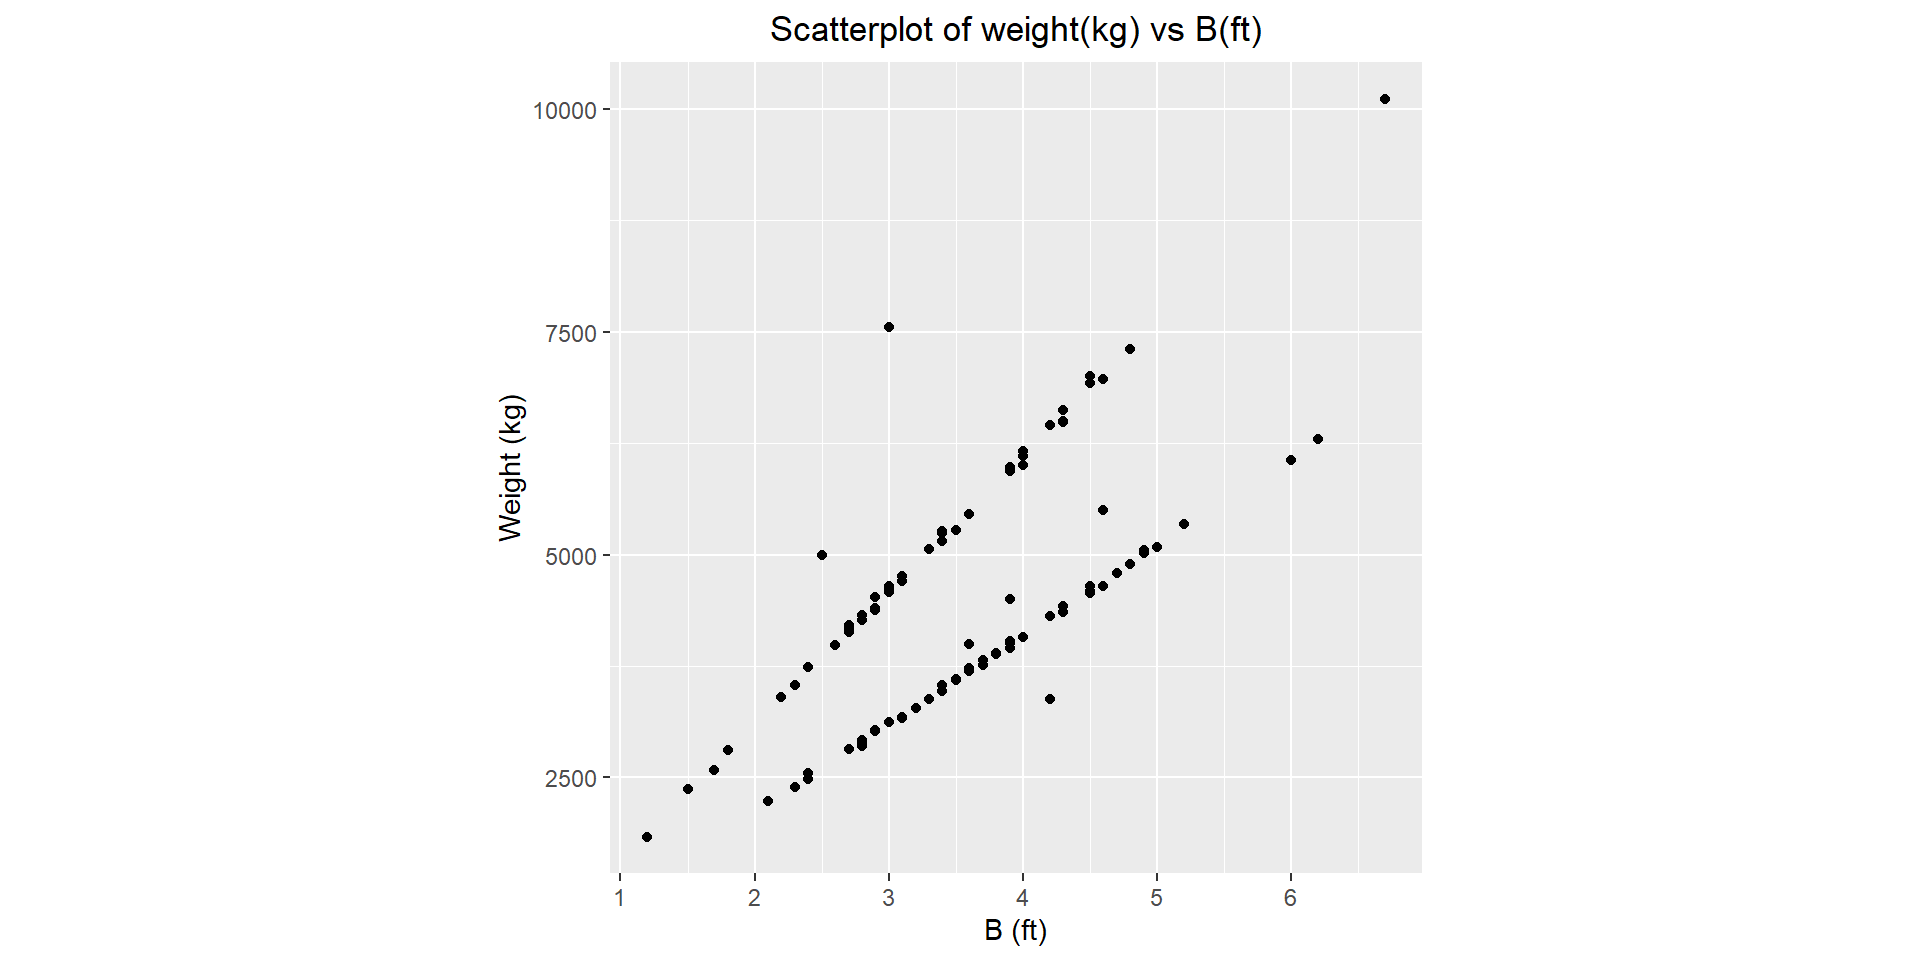 Scatterplot of weight(kg) vs B(ft)
10000
7500
5000
2500
Weight (kg)
1 2 3 4 5 6
B (ft)